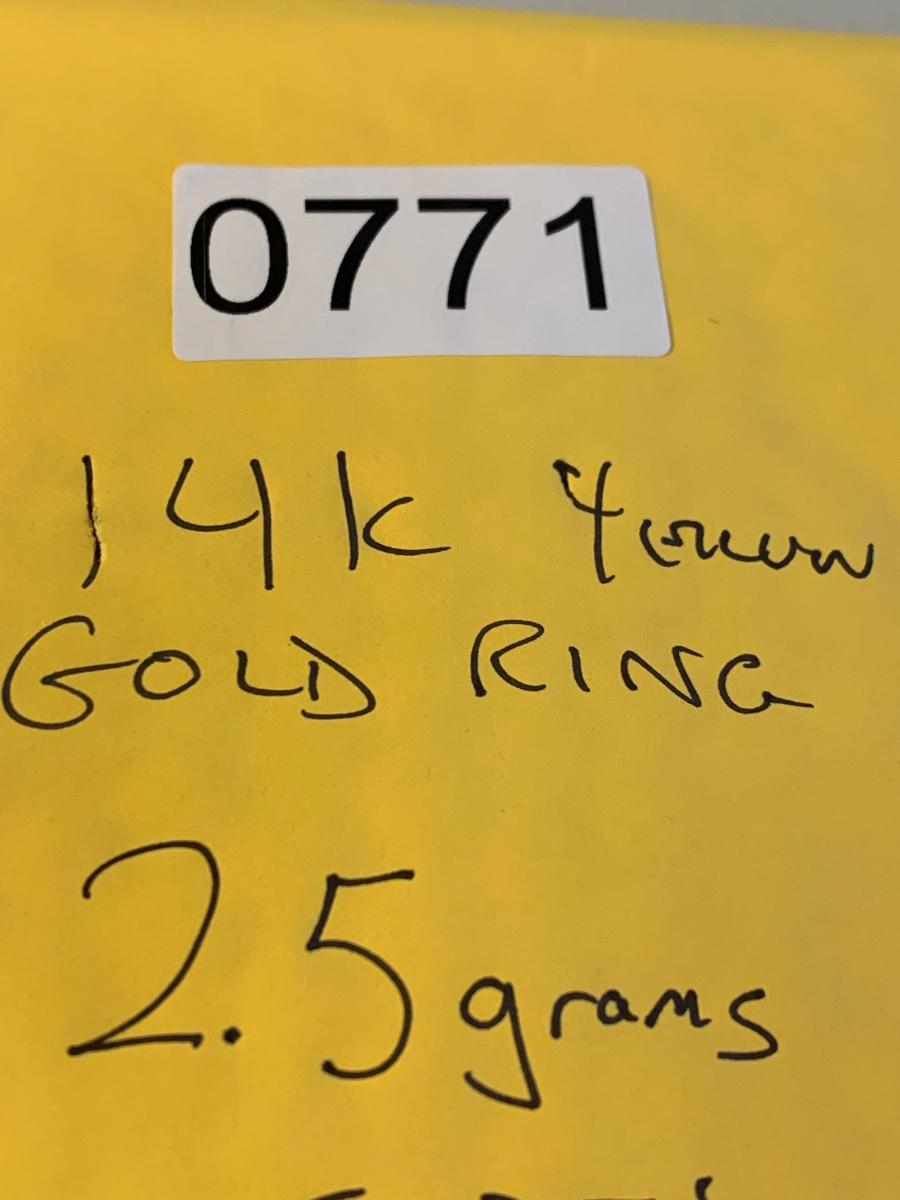 0771
14k Yellow
GOLD RING
2.5 grams